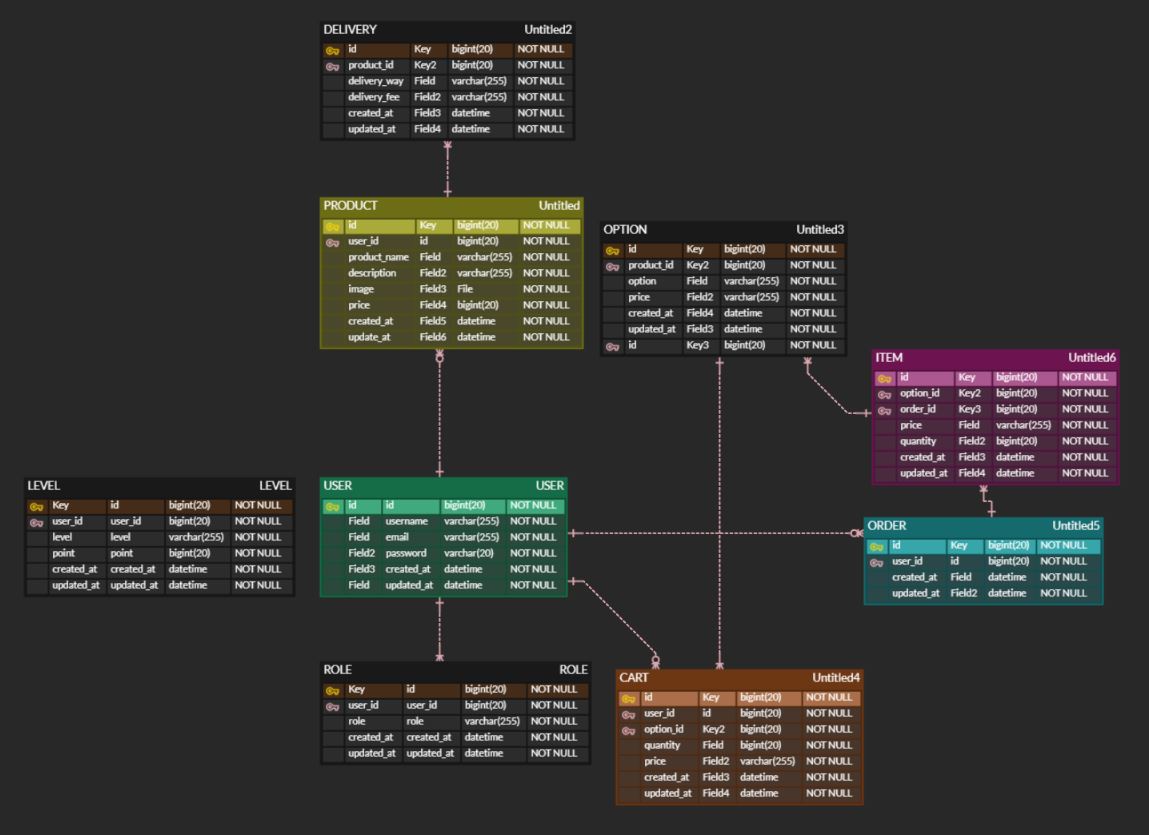 DELIVERY Untitled2
id Key bigint(20) NOT NULL
product_id Key2 bigint(20) NOT NULL
delivery_way Field varchar(255) NOT NULL
delivery_fee Field2 varchar(255) NOT NULL
created_at Field3 datetime NOT NULL
updated_at Field4 datetime NOT NULL
PRODUCT Untitled
id Key bigint(20) NOT NULL
user_id id bigint(20) NOT NULL
product_name Field varchar(255) NOT NULL
description Field2 varchar(255) NOT NULL
image Field3 File NOT NULL
price Field4 bigint(20) NOT NULL
created_at Field5 datetime NOT NULL
update_at Field6 datetime NOT NULL
OPTION Untitled3
id Key bigint(20) NOT NULL
product_id Key2 bigint(20) NOT NULL
option Field varchar(255) NOT NULL
price Field2 varchar(255) NOT NULL
created_at Field4 datetime NOT NULL
updated_at Field3 datetime NOT NULL
id Key3 bigint(20) NOT NULL
ITEM Untitled6
id Key bigint(20) NOT NULL
option_id Key2 bigint(20) NOT NULL
order_id Key3 bigint(20) NOT NULL
price Field varchar(255) NOT NULL
quantity Field2 bigint(20) NOT NULL
created_at Field3 datetime NOT NULL
updated_at Field4 datetime NOT NULL
LEVEL LEVEL
Key id bigint(20) NOT NULL
user_id user_id bigint(20) NOT NULL
level level varchar(255) NOT NULL
point point bigint(20) NOT NULL
created_at created_at datetime NOT NULL
updated_at updated_at datetime NOT NULL
USER USER
id id bigint(20) NOT NULL
Field username varchar(255) NOT NULL
Field email varchar(255) NOT NULL
Field2 password varchar(20) NOT NULL
Field3 created_at datetime NOT NULL
Field updated_at datetime NOT NULL
ORDER Untitled5
id Key bigint(20) NOT NULL
user_id id bigint(20) NOT NULL
created_at Field datetime NOT NULL
updated_at Field2 datetime NOT NULL
ROLE ROLE
Key id bigint(20) NOT NULL
user_id user_id bigint(20) NOT NULL
role role varchar(255) NOT NULL
created_at created_at datetime NOT NULL
updated_at updated_at datetime NOT NULL
CART Untitled4
id Key bigint(20) NOT NULL
user_id id bigint(20) NOT NULL
option_id Key2 bigint(20) NOT NULL
quantity Field bigint(20) NOT NULL
price Field2 varchar(255) NOT NULL
created_at Field3 datetime NOT NULL
updated_at Field4 datetime NOT NULL